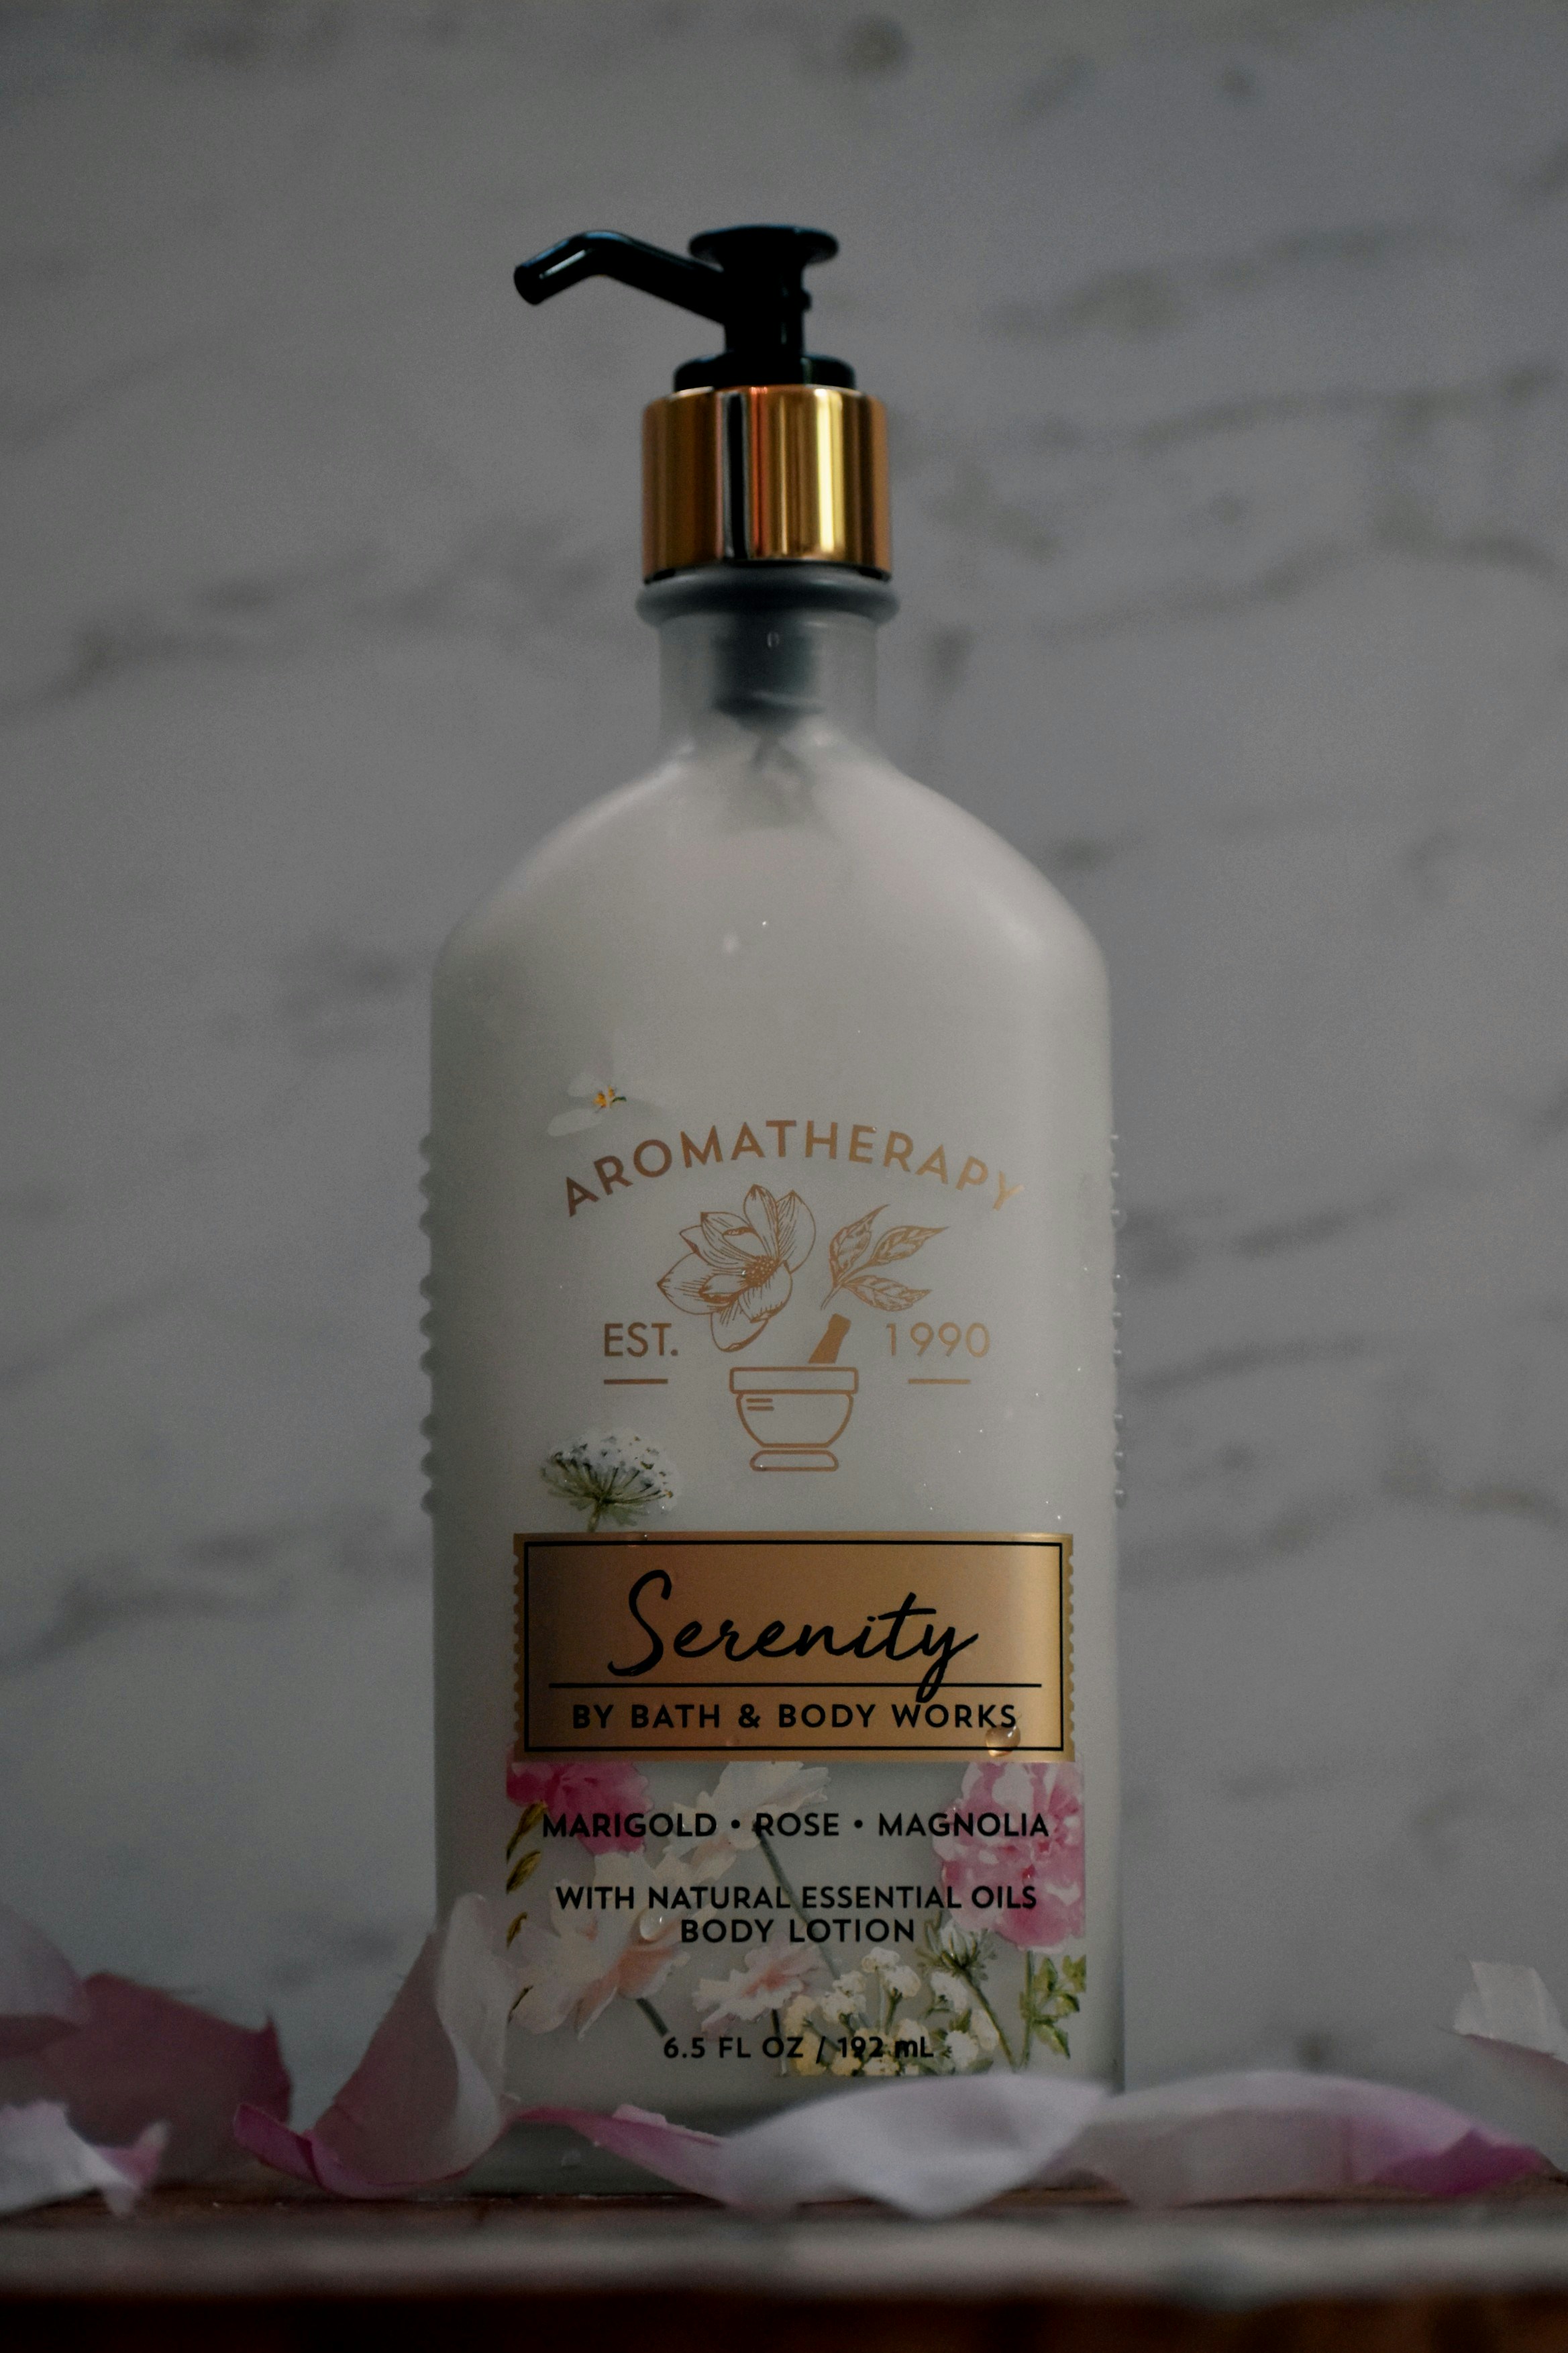 AROMATHERAPY
EST. 1990
Serenity
BY BATH & BODY WORKS
MARIGOLD • ROSE • MAGNOLIA
WITH NATURAL ESSENTIAL OILS
BODY LOTION
6.5 FL OZ / 192 mL